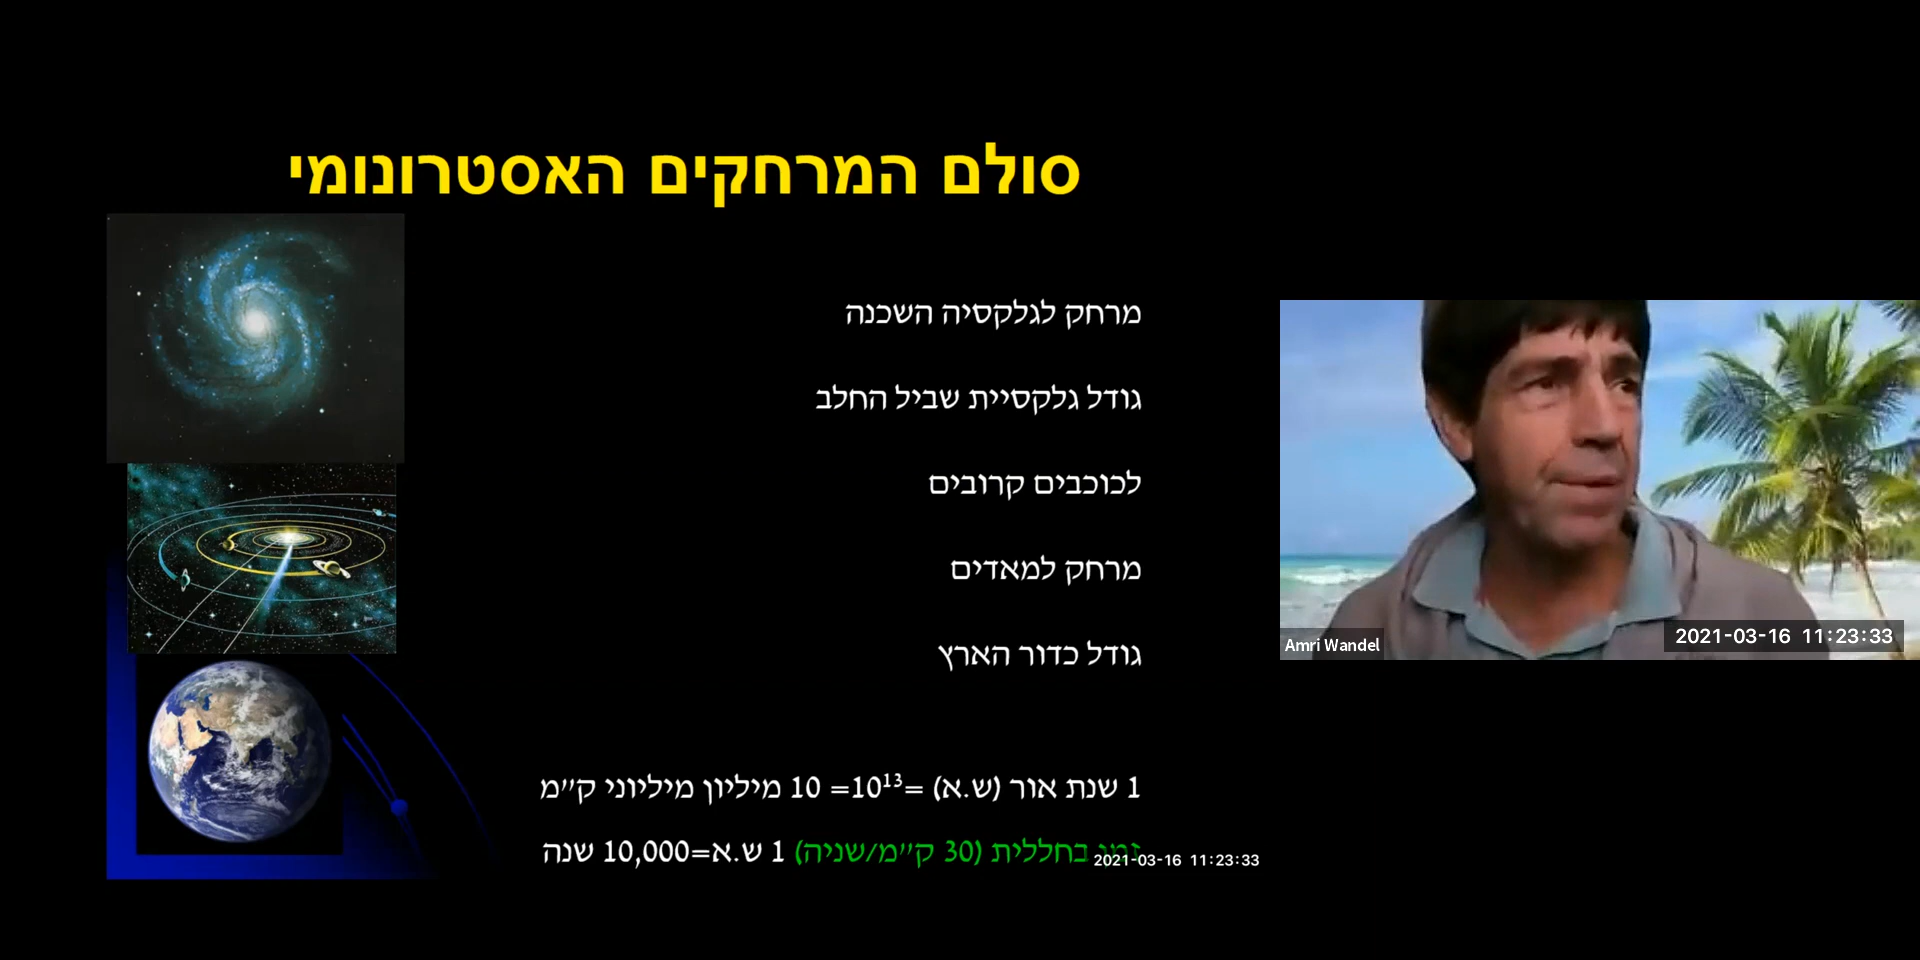 סולם המרחקים האסטרונומי
מרחק לגלקסיה השכנה
גודל גלקסיית שביל החלב
לכוכבים קרובים
מרחק למאדים
גודל כדור הארץ
1 שנת אור (ש.א) =10¹³= 10 מיליון מיליוני ק"מ
זמן בחללית (30 ק"מ/שניה) 1 ש.א=10,000 שנה
2021-03-16 11:23:33
Amri Wandel
2021-03-16 11:23:33